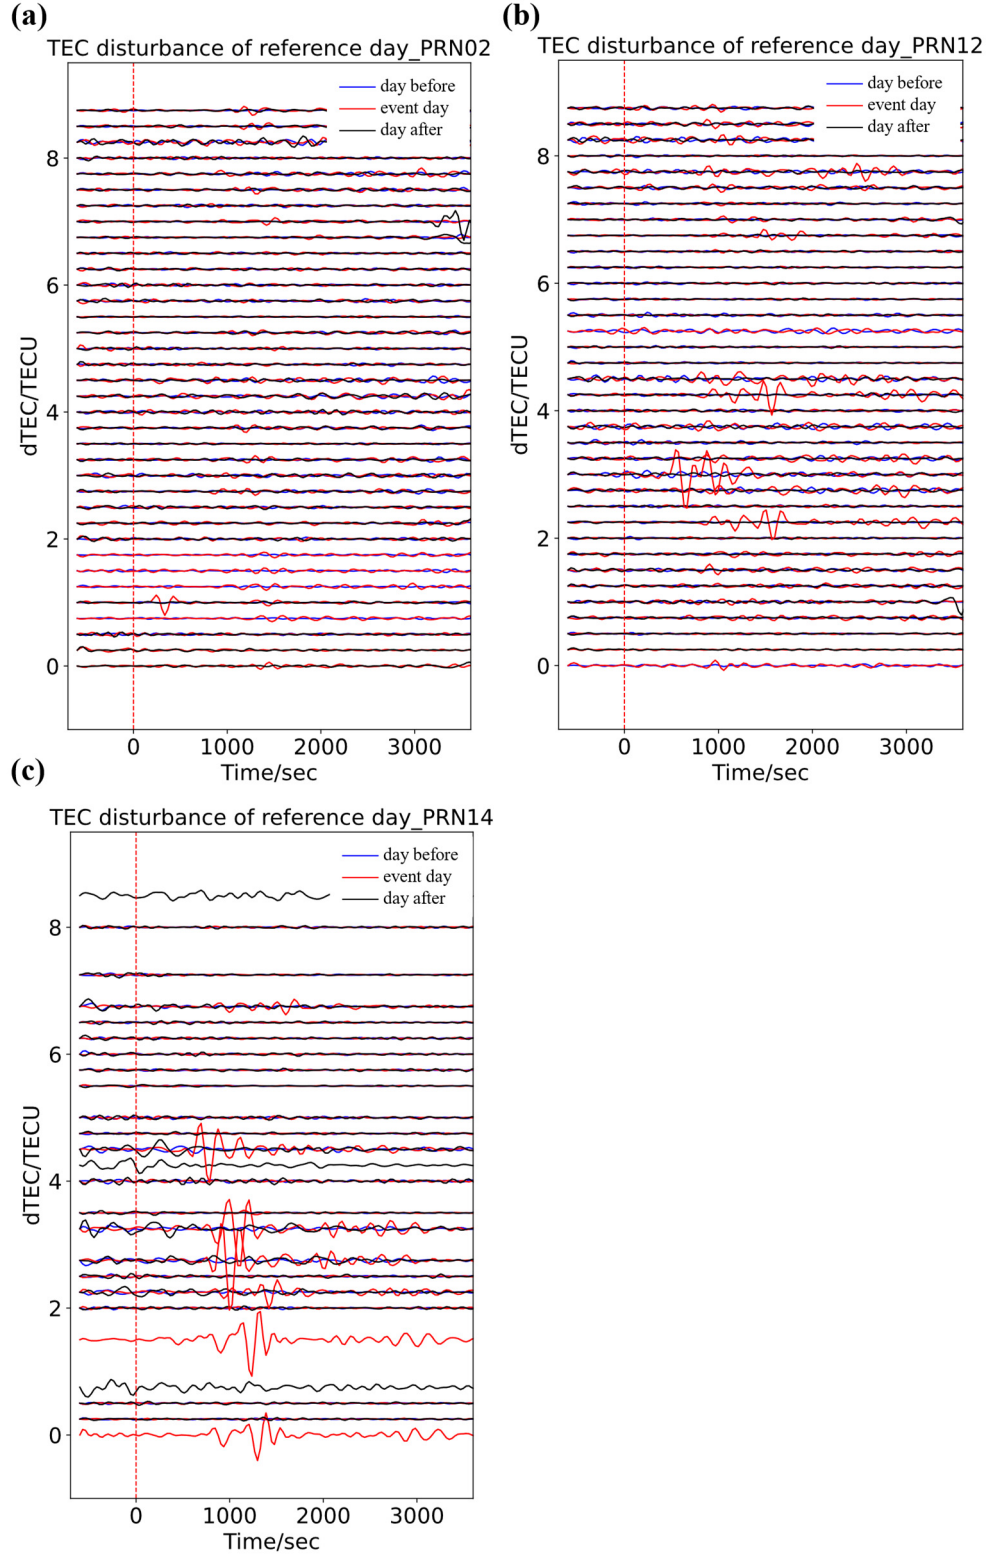 (a)
TEC disturbance of reference day_PRN02
day before
event day
day after
8
6
4
2
0
dTEC/TECU
0 1000 2000 3000
Time/sec
(b)
TEC disturbance of reference day_PRN12
day before
event day
day after
8
6
4
2
0
dTEC/TECU
0 1000 2000 3000
Time/sec
(c)
TEC disturbance of reference day_PRN14
day before
event day
day after
8
6
4
2
0
dTEC/TECU
0 1000 2000 3000
Time/sec